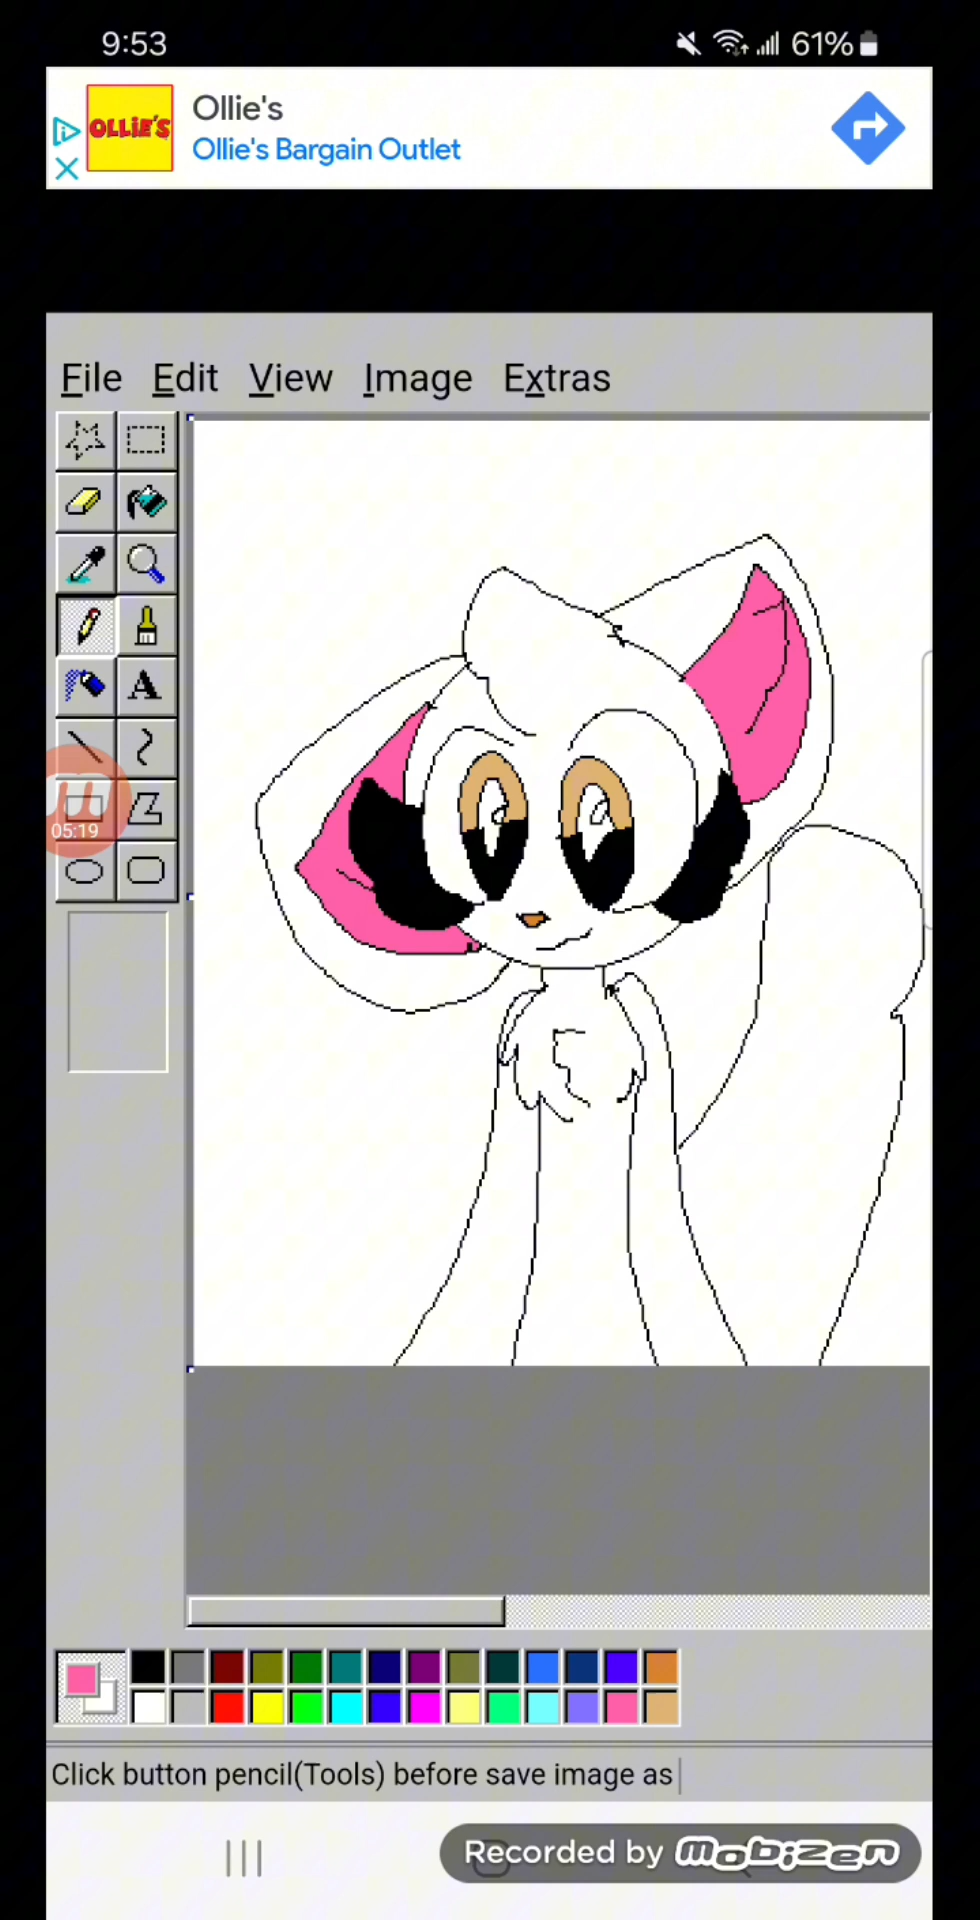 9:53
61%
OLLiE'S
Ollie's
Ollie's Bargain Outlet
File Edit View Image Extras
A
05:19
Click button pencil(Tools) before save image as
Recorded by mobizen